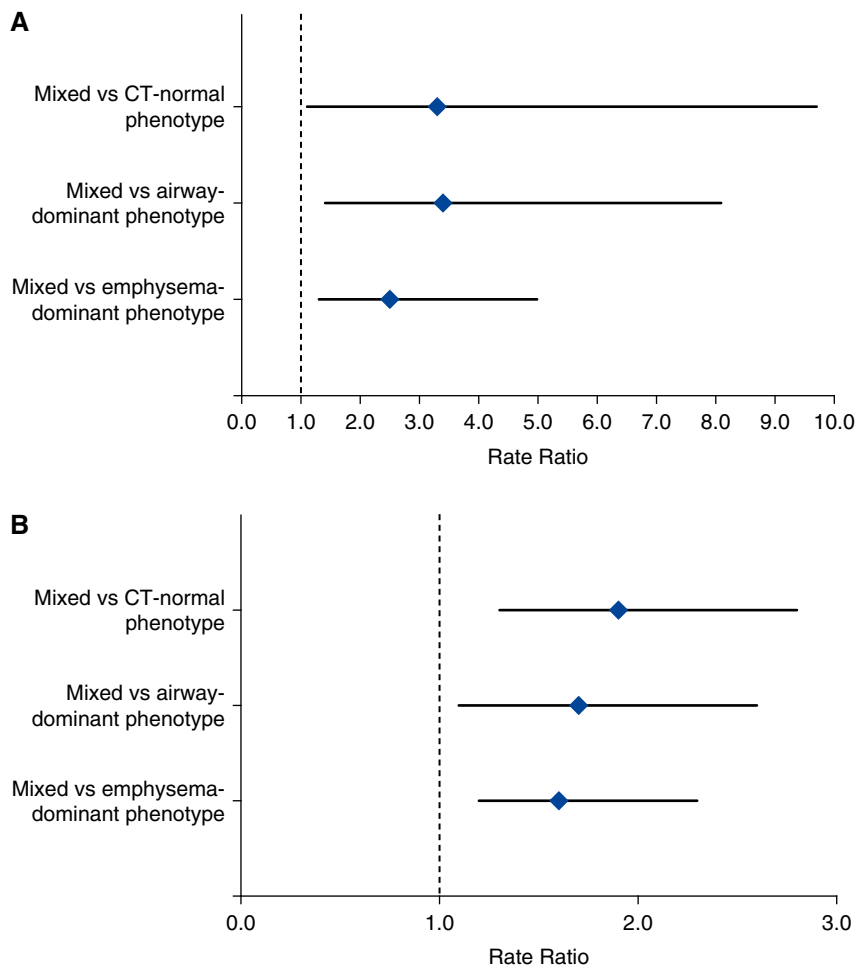 A
Mixed vs CT-normal
phenotype
Mixed vs airway-
dominant phenotype
Mixed vs emphysema-
dominant phenotype
0.0 1.0 2.0 3.0 4.0 5.0 6.0 7.0 8.0 9.0 10.0
Rate Ratio
B
Mixed vs CT-normal
phenotype
Mixed vs airway-
dominant phenotype
Mixed vs emphysema-
dominant phenotype
0.0 1.0 2.0 3.0
Rate Ratio